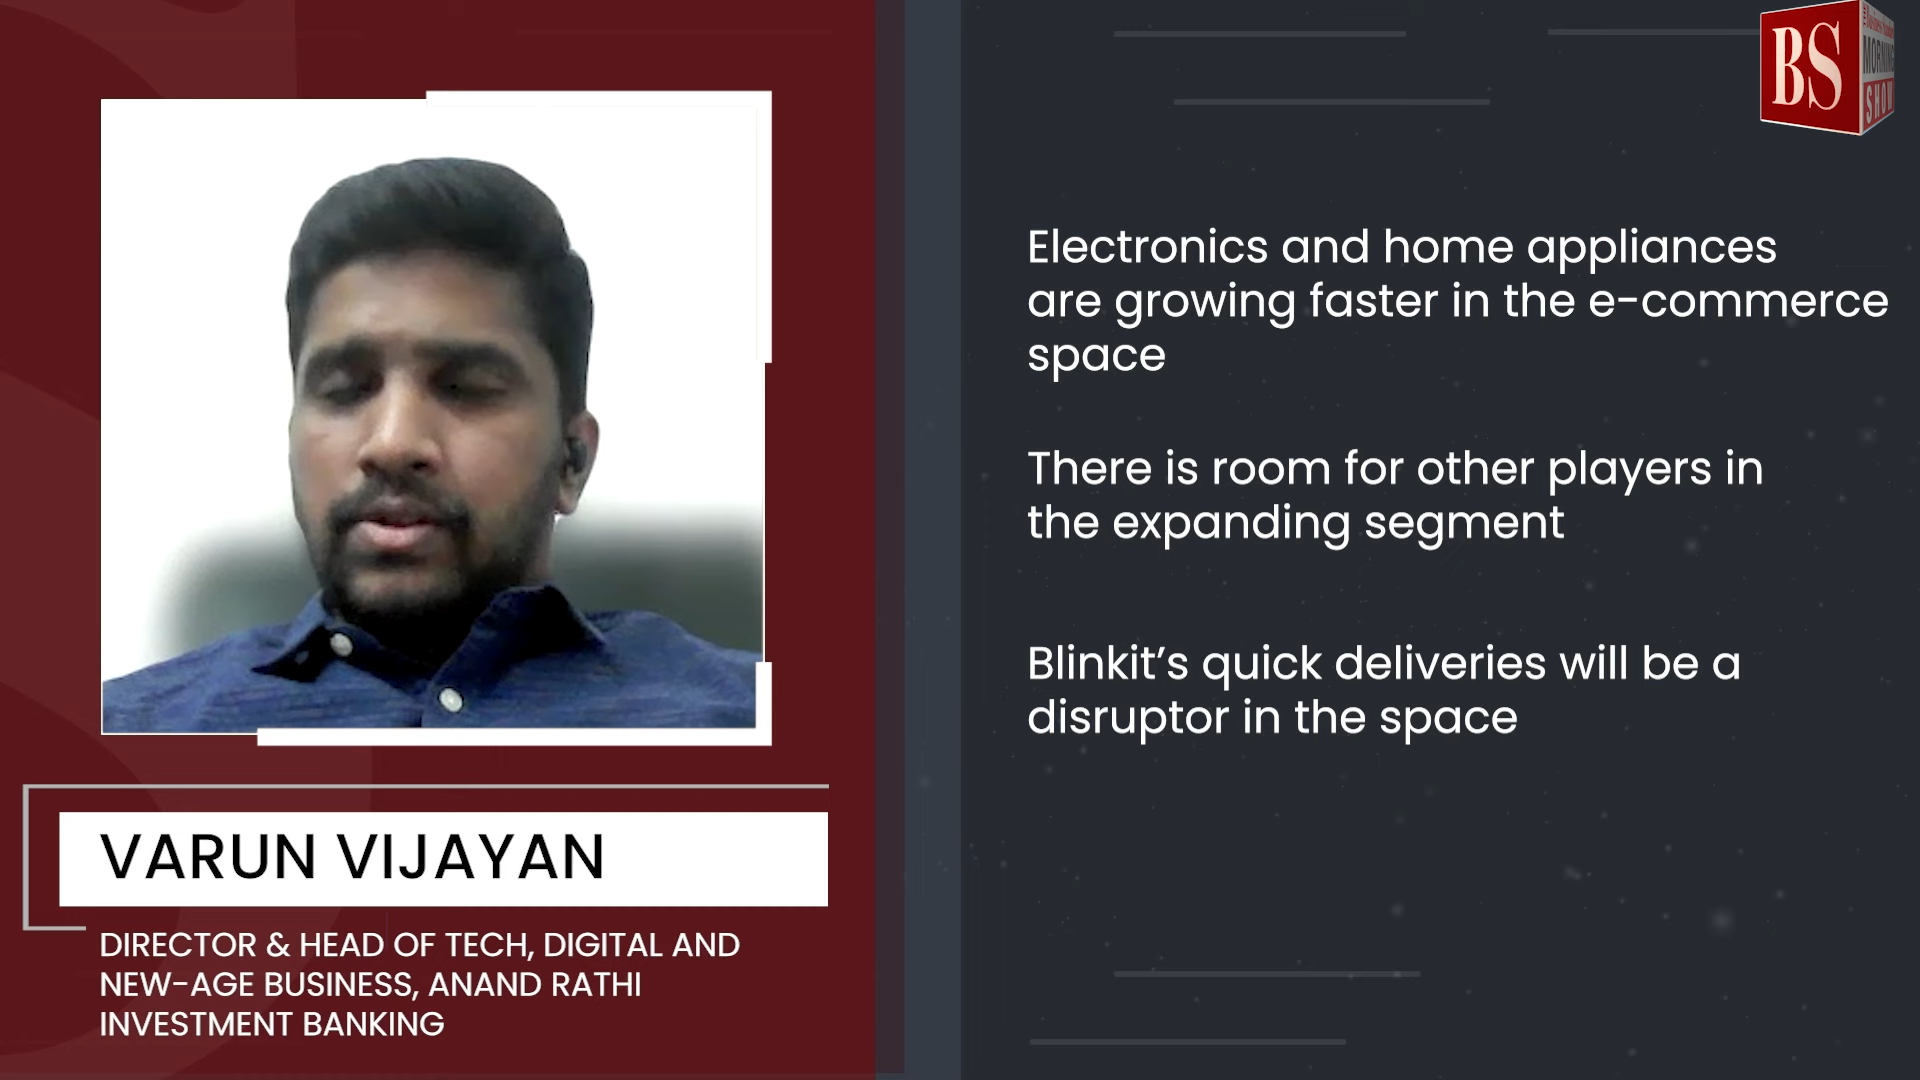 BS
MORNING
SHOW
Electronics and home appliances
are growing faster in the e-commerce
space
There is room for other players in
the expanding segment
Blinkit’s quick deliveries will be a
disruptor in the space
VARUN VIJAYAN
DIRECTOR & HEAD OF TECH, DIGITAL AND
NEW-AGE BUSINESS, ANAND RATHI
INVESTMENT BANKING